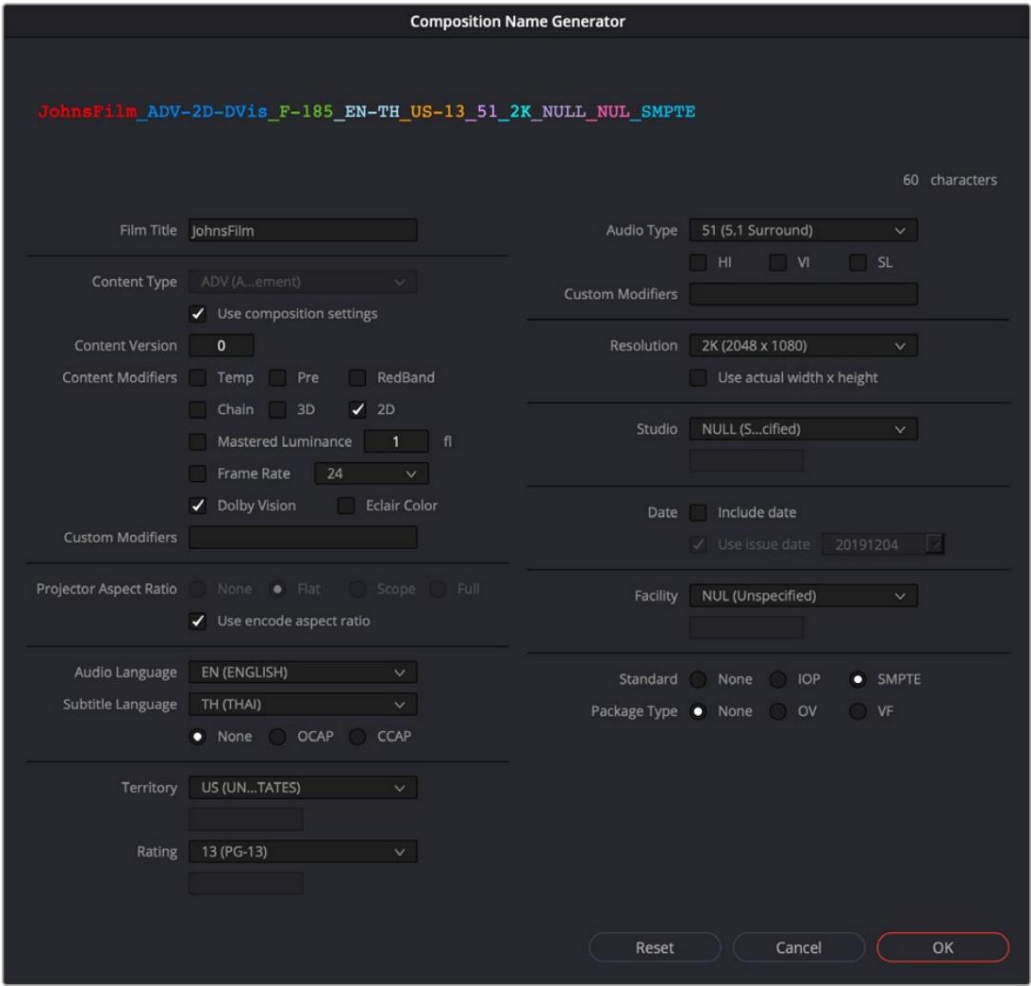 Composition Name Generator
JohnsFilm_ADV-2D-DVis_F-185_EN-TH_US-13_51_2K_NULL_NUL_SMPTE
60 characters
Film Title JohnsFilm
Content Type ADV (A...ement)
Use composition settings
Content Version 0
Content Modifiers Temp Pre RedBand
Chain 3D 2D
Mastered Luminance 1 fl
Frame Rate 24
Dolby Vision Eclair Color
Custom Modifiers
Projector Aspect Ratio None Flat Scope Full
Use encode aspect ratio
Audio Language EN (ENGLISH)
Subtitle Language TH (THAI)
None OCAP CCAP
Territory US (UN...TATES)
Rating 13 (PG-13)
Audio Type 51 (5.1 Surround)
HI VI SL
Custom Modifiers
Resolution 2K (2048 x 1080)
Use actual width x height
Studio NULL (S...cified)
Date Include date
Use issue date 20191204
Facility NUL (Unspecified)
Standard None IOP SMPTE
Package Type None OV VF
Reset Cancel OK